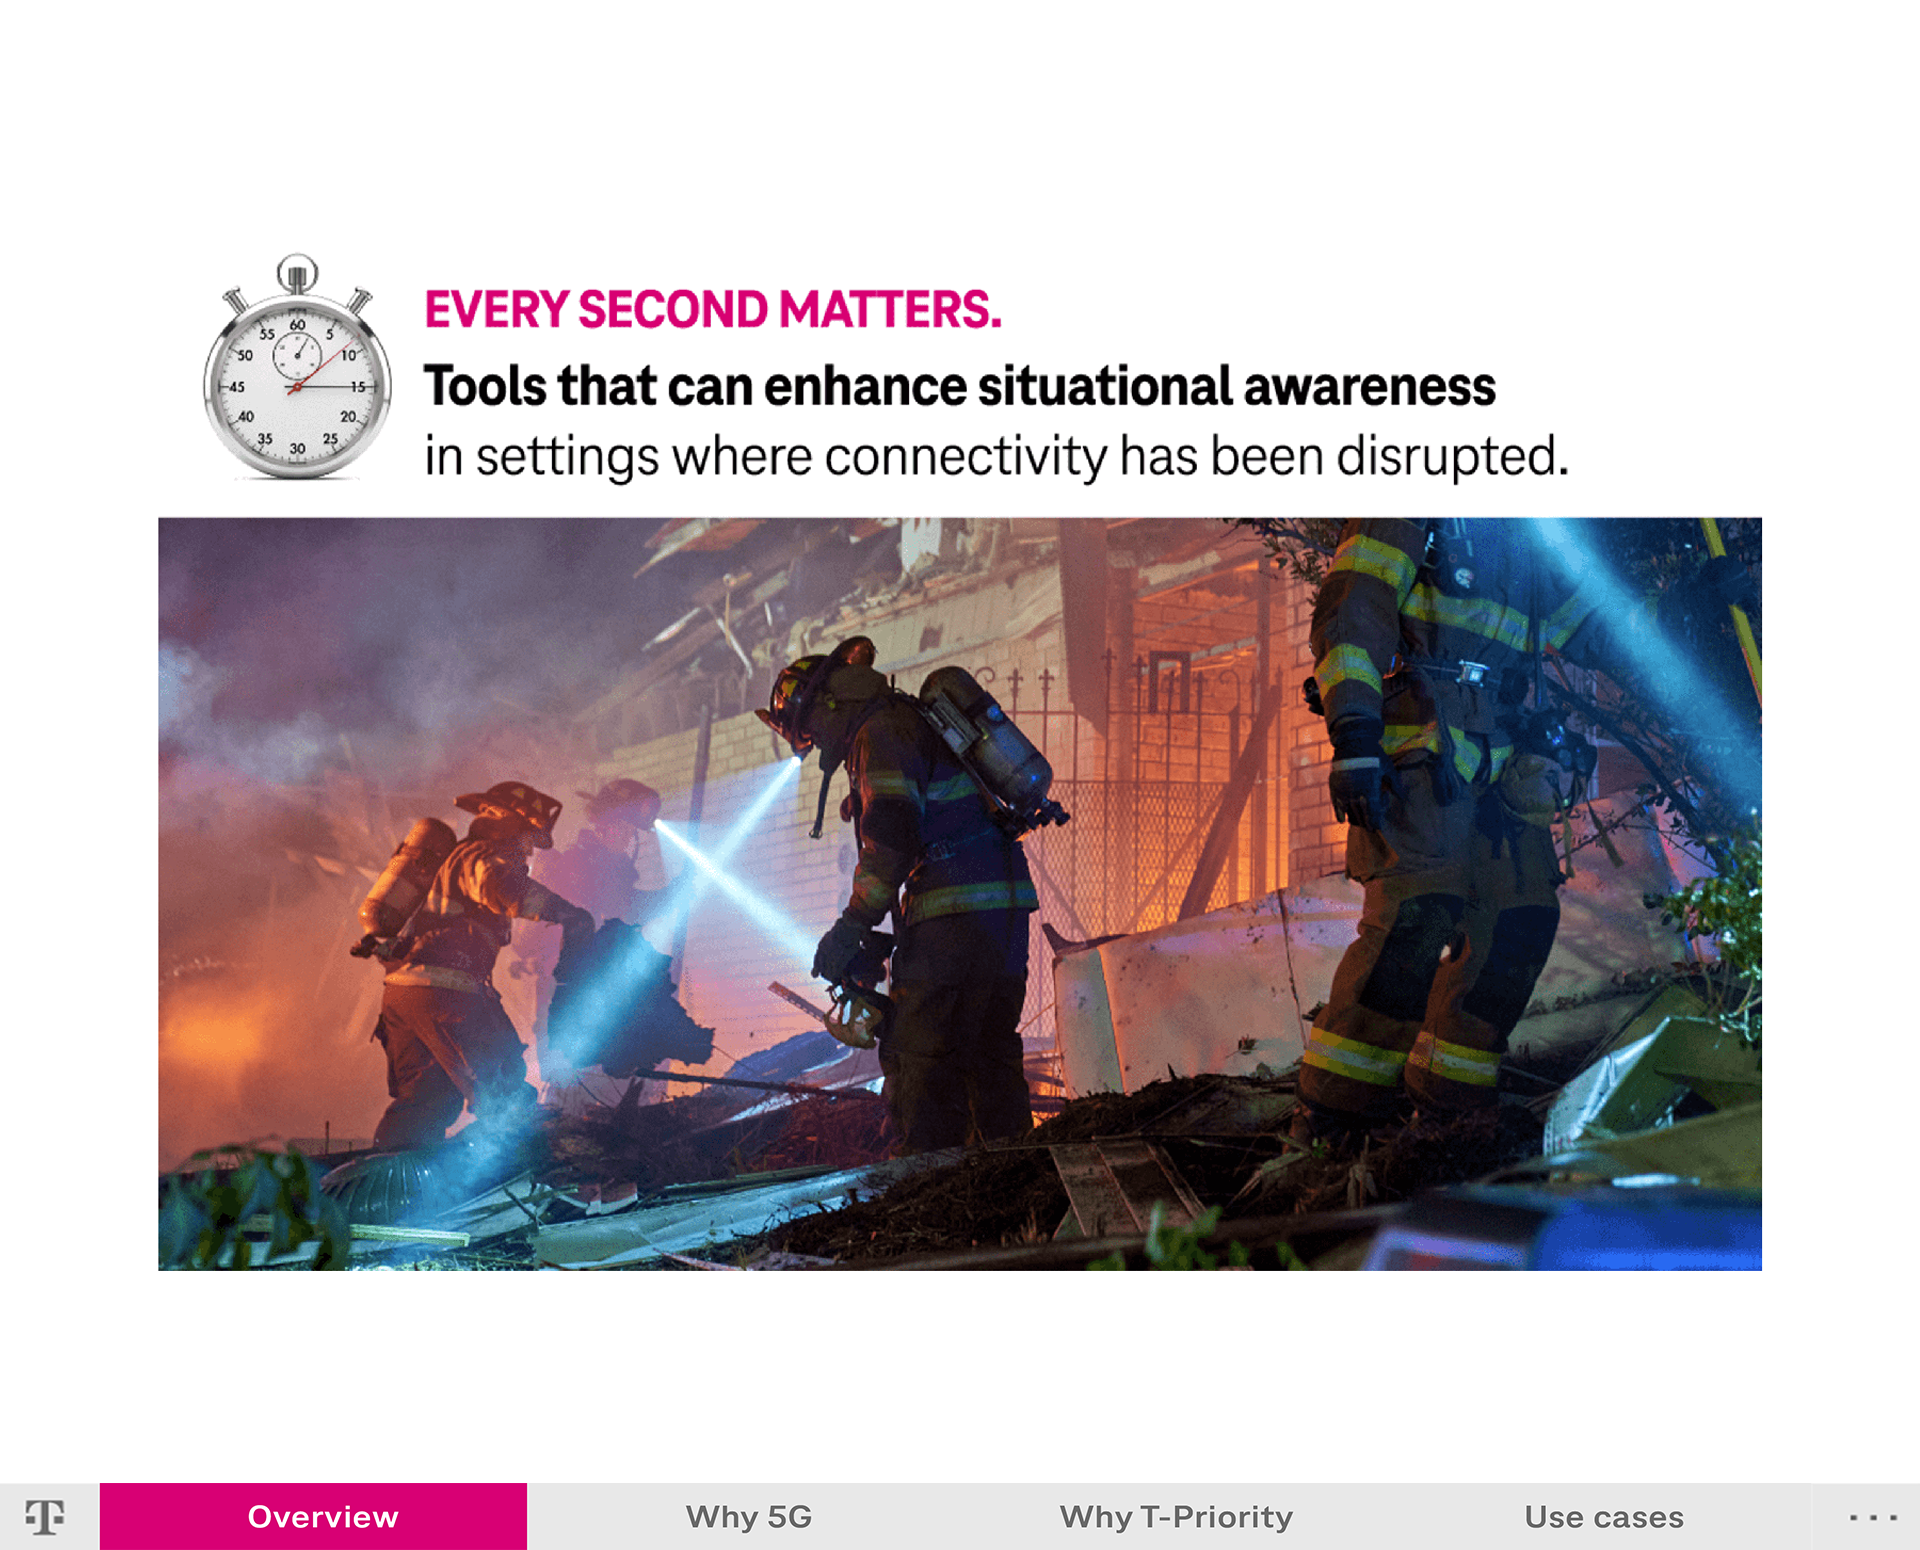 60
55
5
50
10
45
15
40
20
35
25
30
EVERY SECOND MATTERS.
Tools that can enhance situational awareness
in settings where connectivity has been disrupted.
T
Overview
Why 5G
Why T-Priority
Use cases
...